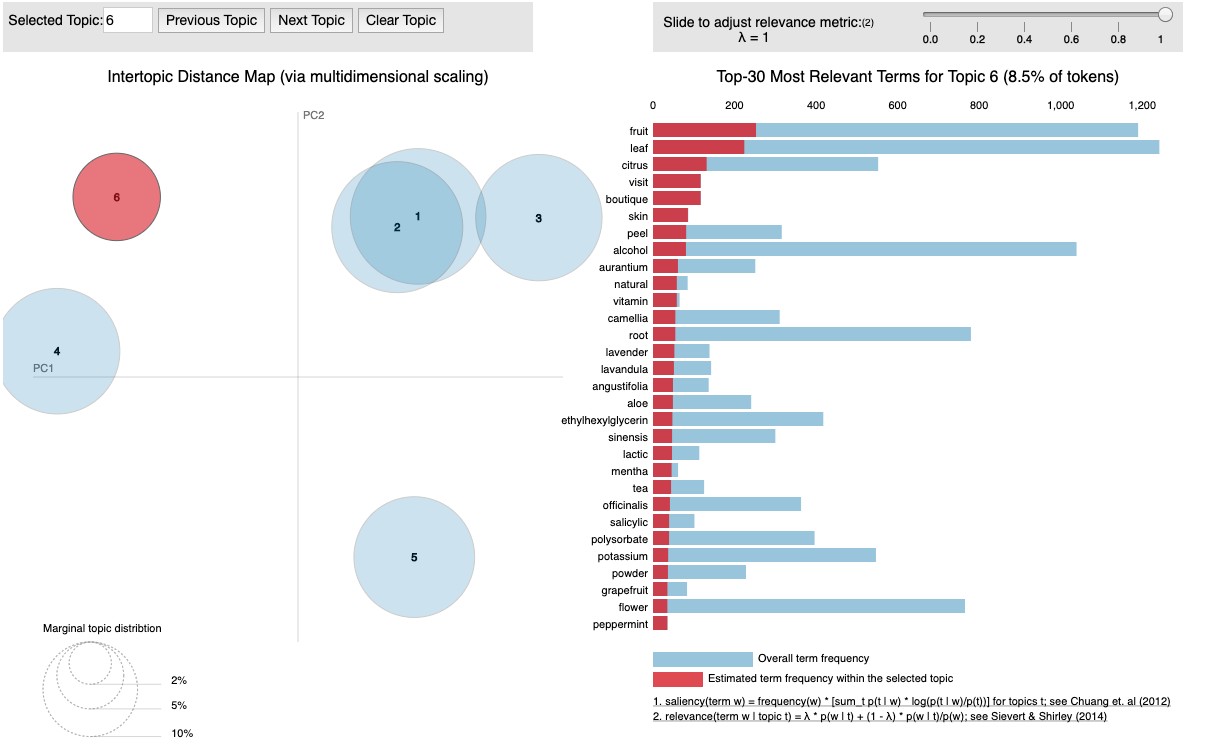 Selected Topic: 6 Previous Topic Next Topic Clear Topic
Slide to adjust relevance metric:(2)
λ = 1
0.0 0.2 0.4 0.6 0.8 1
Intertopic Distance Map (via multidimensional scaling)
PC2
6
1
2
3
4
PC1
5
Marginal topic distribtion
2%
5%
10%
Top-30 Most Relevant Terms for Topic 6 (8.5% of tokens)
0 200 400 600 800 1,000 1,200
fruit
leaf
citrus
visit
boutique
skin
peel
alcohol
aurantium
natural
vitamin
camellia
root
lavender
lavandula
angustifolia
aloe
ethylhexylglycerin
sinensis
lactic
mentha
tea
officinalis
salicylic
polysorbate
potassium
powder
grapefruit
flower
peppermint
Overall term frequency
Estimated term frequency within the selected topic
1. saliency(term w) = frequency(w) * [sum_t p(t | w) * log(p(t | w)/p(t))] for topics t; see Chuang et. al (2012)
2. relevance(term w | topic t) = λ * p(w | t) + (1 - λ) * p(w | t)/p(w); see Sievert & Shirley (2014)